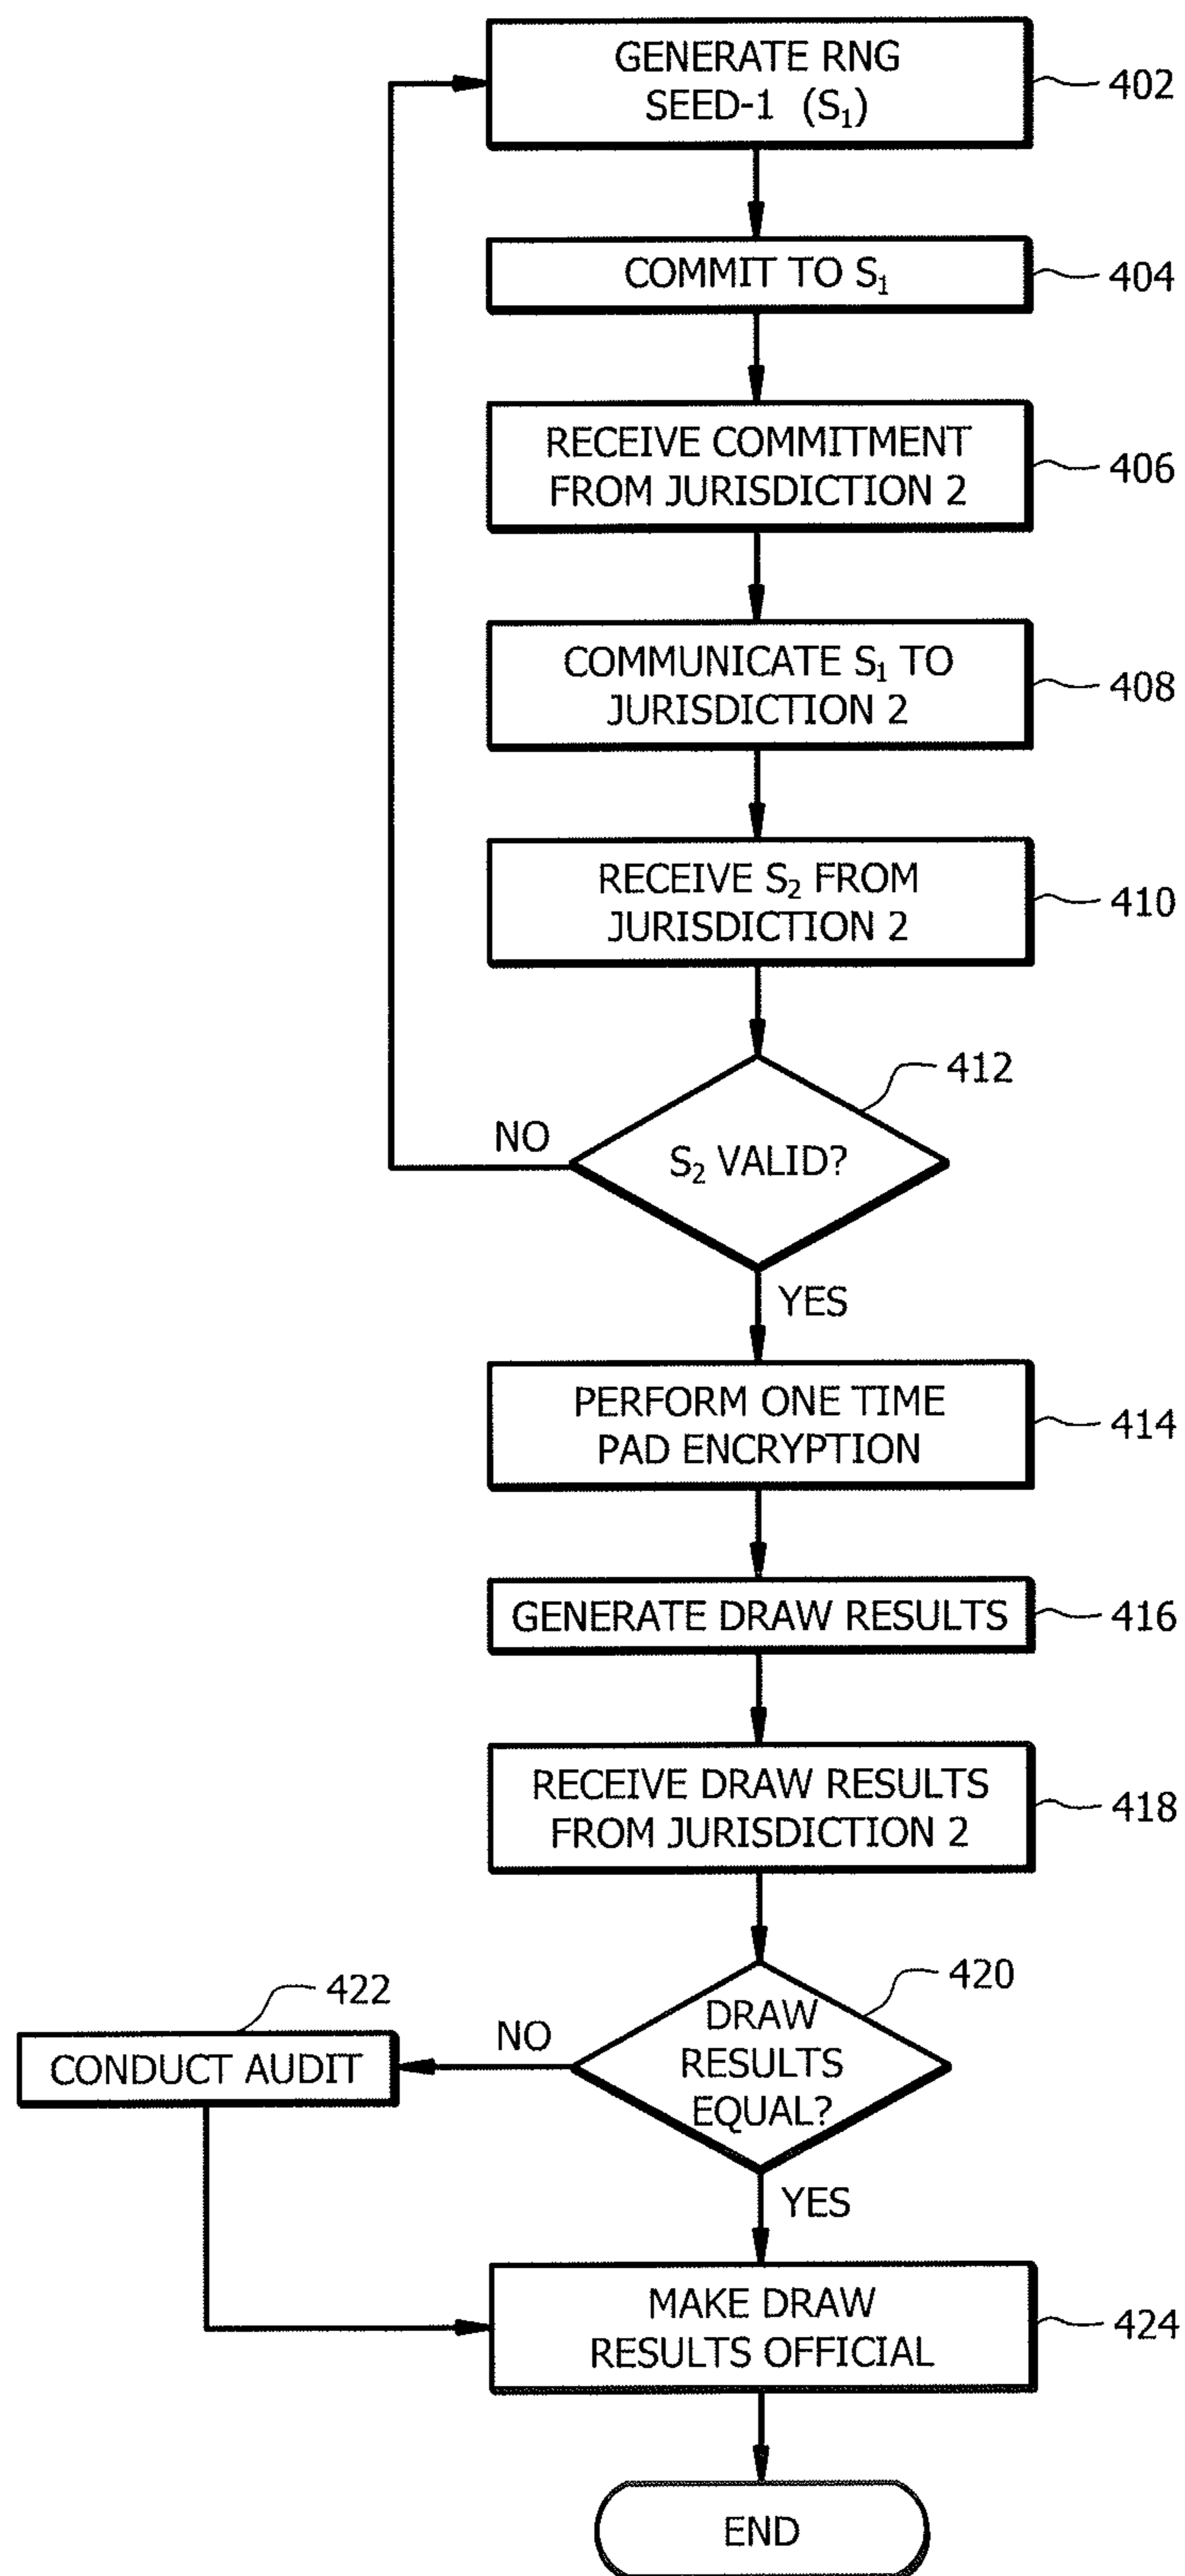 GENERATE RNG
SEED-1 (S₁)
402
COMMIT TO S₁
404
RECEIVE COMMITMENT
FROM JURISDICTION 2
406
COMMUNICATE S₁ TO
JURISDICTION 2
408
RECEIVE S₂ FROM
JURISDICTION 2
410
412
NO
S₂ VALID?
YES
PERFORM ONE TIME
PAD ENCRYPTION
414
GENERATE DRAW RESULTS
416
RECEIVE DRAW RESULTS
FROM JURISDICTION 2
418
420
422
DRAW
RESULTS
EQUAL?
NO
CONDUCT AUDIT
YES
MAKE DRAW
RESULTS OFFICIAL
424
END